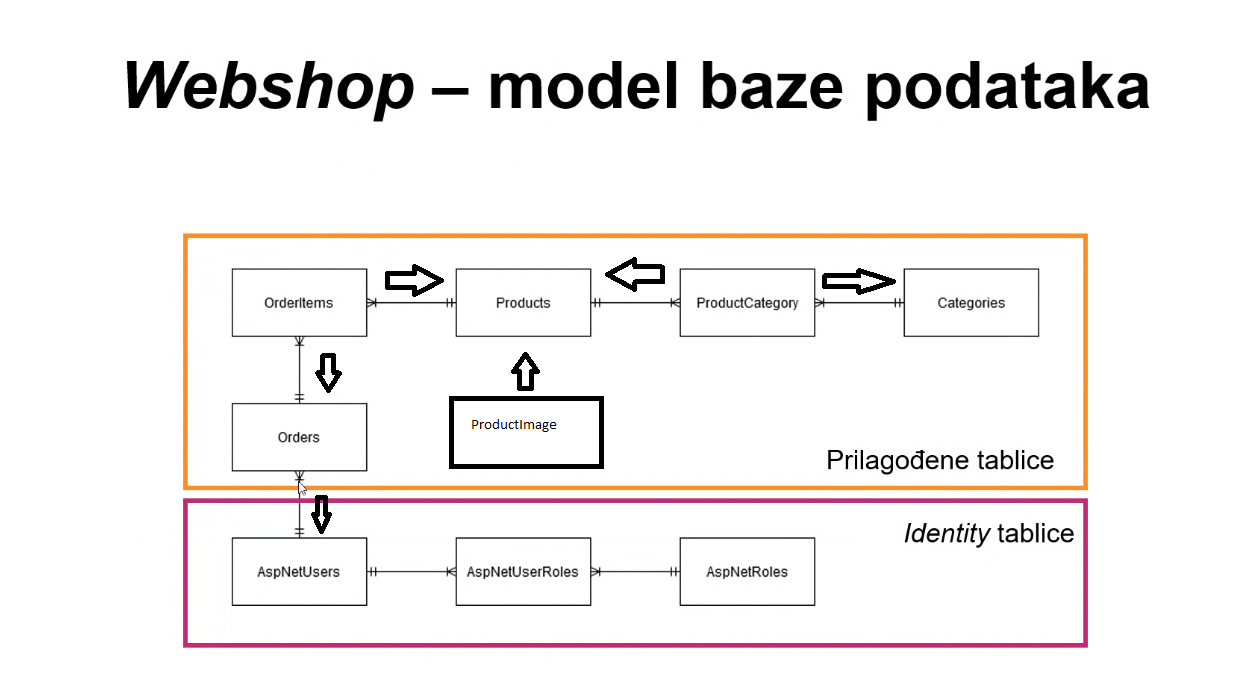 Webshop – model baze podataka
OrderItems
Products
ProductCategory
Categories
Orders
ProductImage
Prilagođene tablice
Identity tablice
AspNetUsers
AspNetUserRoles
AspNetRoles